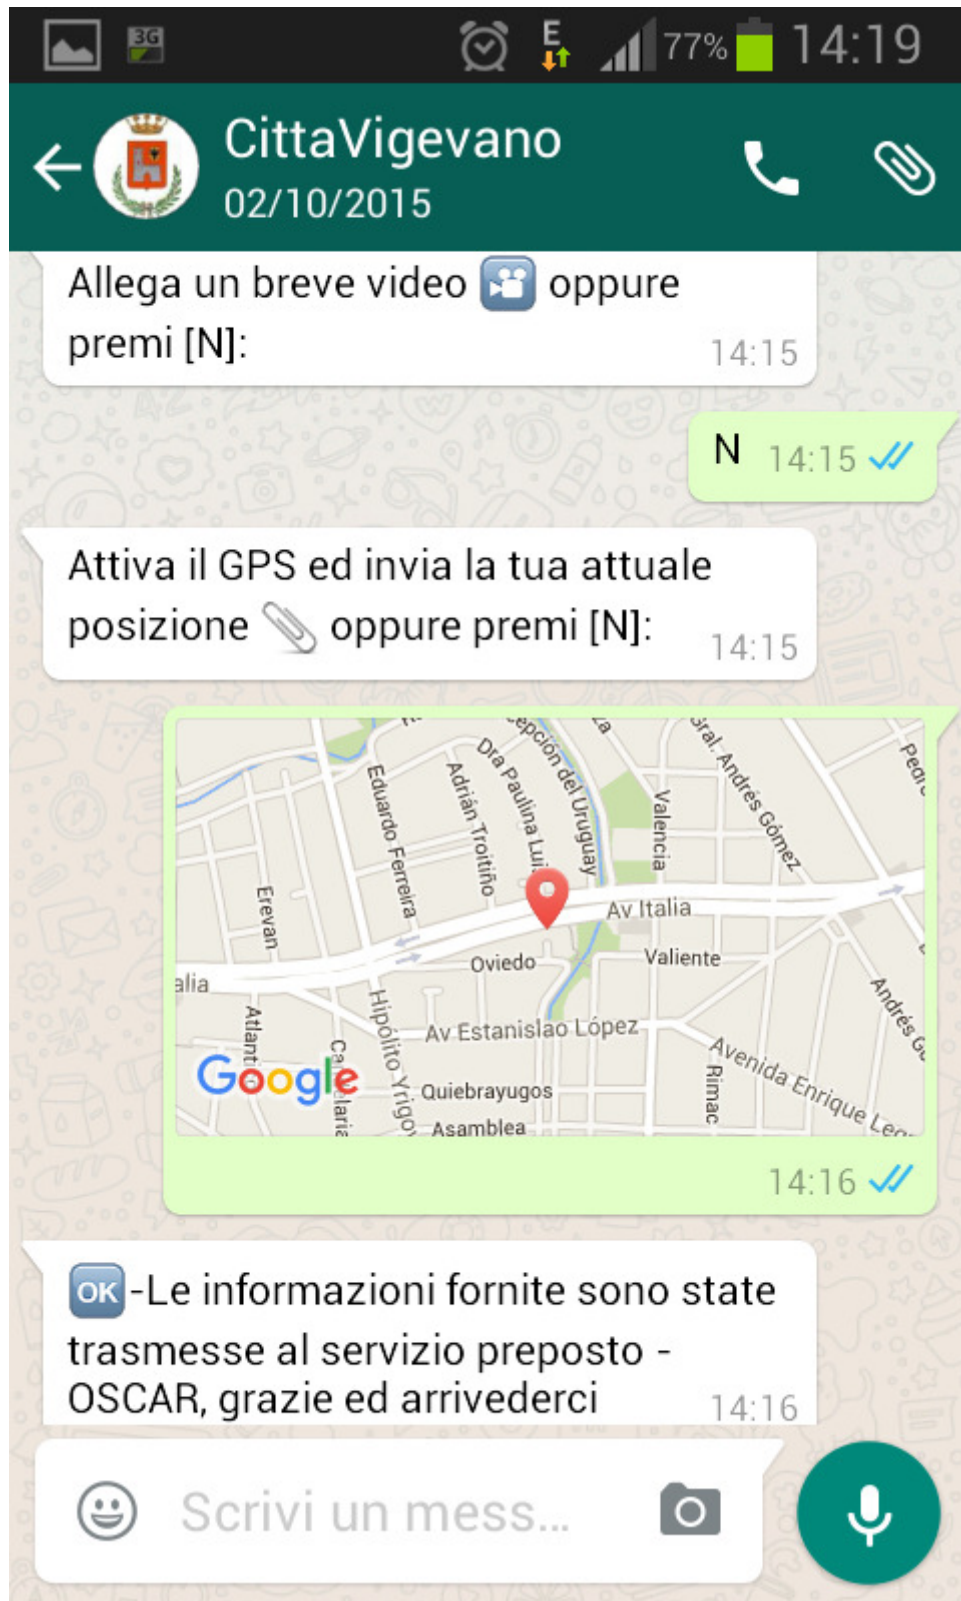 3G E 77% 14:19
CittaVigevano
02/10/2015
Allega un breve video oppure
premi [N]:
14:15
N 14:15
Attiva il GPS ed invia la tua attuale
posizione oppure premi [N]:
14:15
Eduardo Ferreira
Adrián Troitiño
Dra Paulina Lui
cepción del Uruguay
Valencia
Gral. Andrés Gómez
Erevan
Av Italia
Oviedo
Valiente
alia
Hipólito Yrigo
Av Estanislao López
Avenida Enrique Leg
Rimac
Google
Quiebrayugos
Asamblea
14:16
OK -Le informazioni fornite sono state
trasmesse al servizio preposto -
OSCAR, grazie ed arrivederci
14:16
Scrivi un mess...